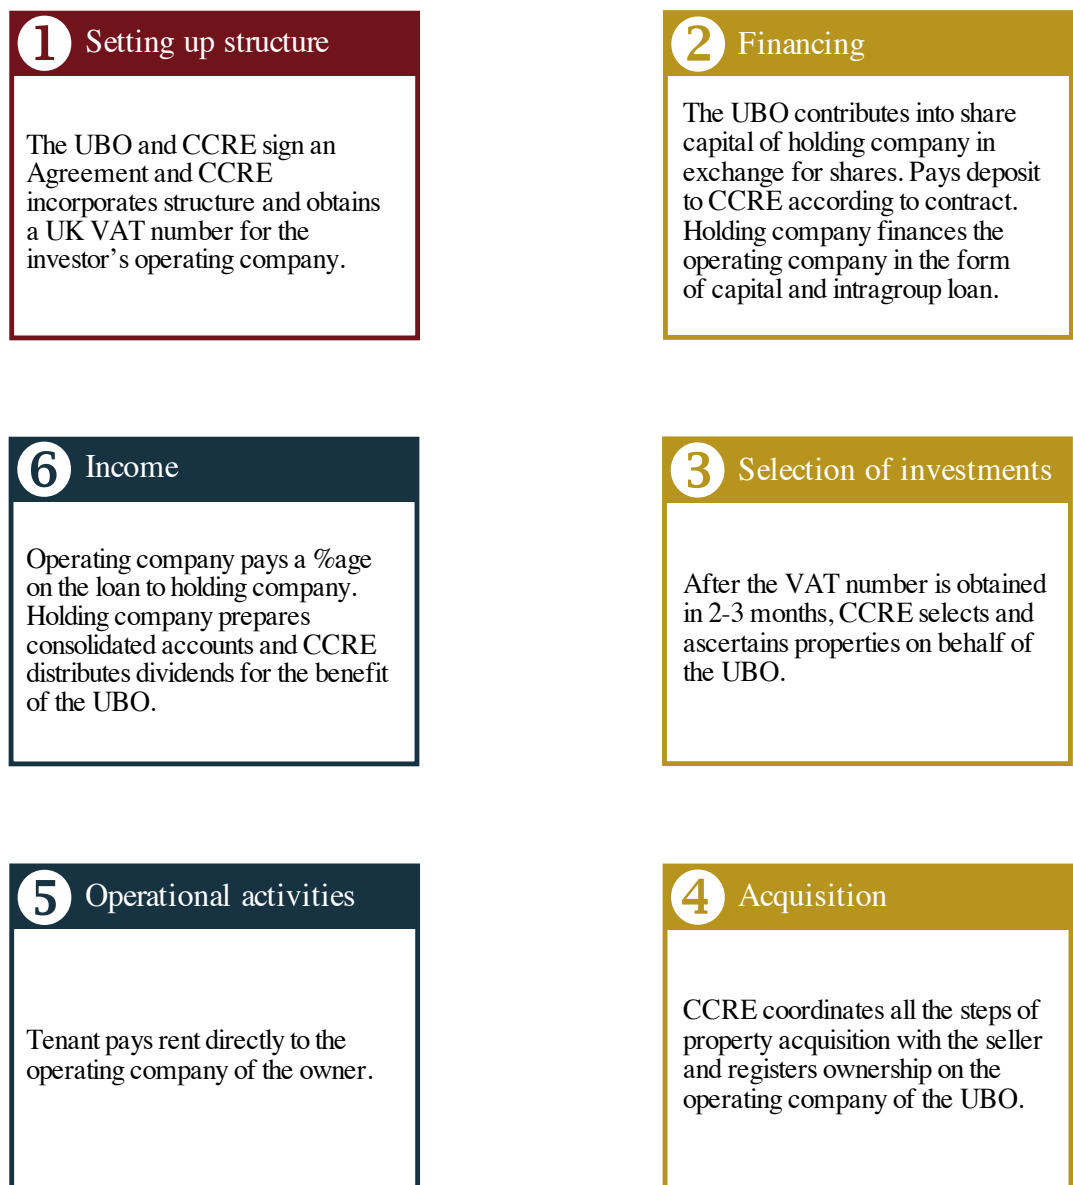 1 Setting up structure
The UBO and CCRE sign an
Agreement and CCRE
incorporates structure and obtains
a UK VAT number for the
investor’s operating company.
2 Financing
The UBO contributes into share
capital of holding company in
exchange for shares. Pays deposit
to CCRE according to contract.
Holding company finances the
operating company in the form
of capital and intragroup loan.
3 Selection of investments
After the VAT number is obtained
in 2-3 months, CCRE selects and
ascertains properties on behalf of
the UBO.
4 Acquisition
CCRE coordinates all the steps of
property acquisition with the seller
and registers ownership on the
operating company of the UBO.
5 Operational activities
Tenant pays rent directly to the
operating company of the owner.
6 Income
Operating company pays a %age
on the loan to holding company.
Holding company prepares
consolidated accounts and CCRE
distributes dividends for the benefit
of the UBO.